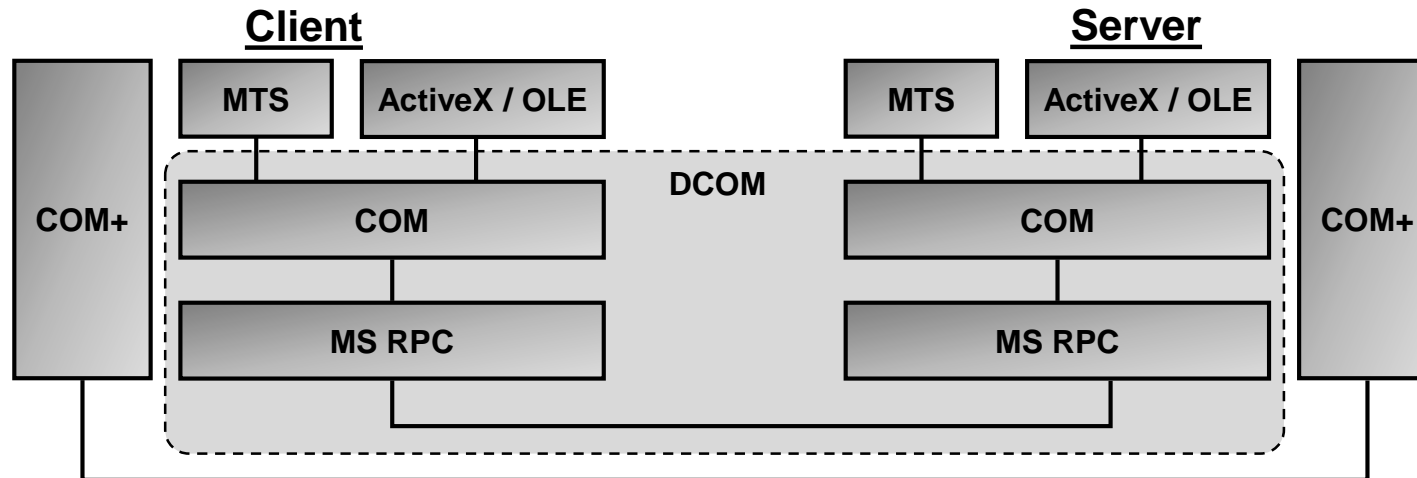 Client Server
MTS ActiveX / OLE MTS ActiveX / OLE
DCOM
COM+ COM COM COM+
MS RPC MS RPC